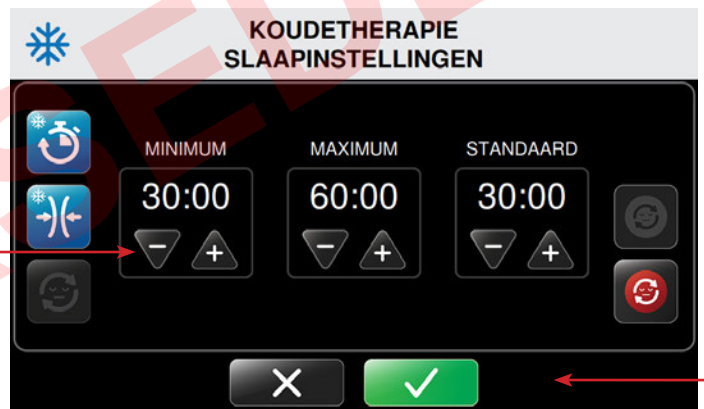 KOUDETHERAPIE
SLAAPINSTELLINGEN
MINIMUM MAXIMUM STANDAARD
30:00 60:00 30:00